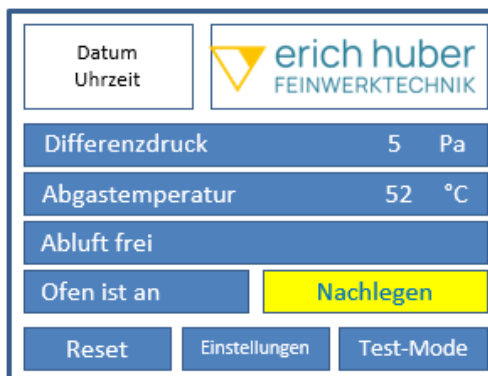 Datum
Uhrzeit
erich huber
FEINWERKTECHNIK
Differenzdruck 5 Pa
Abgastemperatur 52 °C
Abluft frei
Ofen ist an
Nachlegen
Reset
Einstellungen
Test-Mode